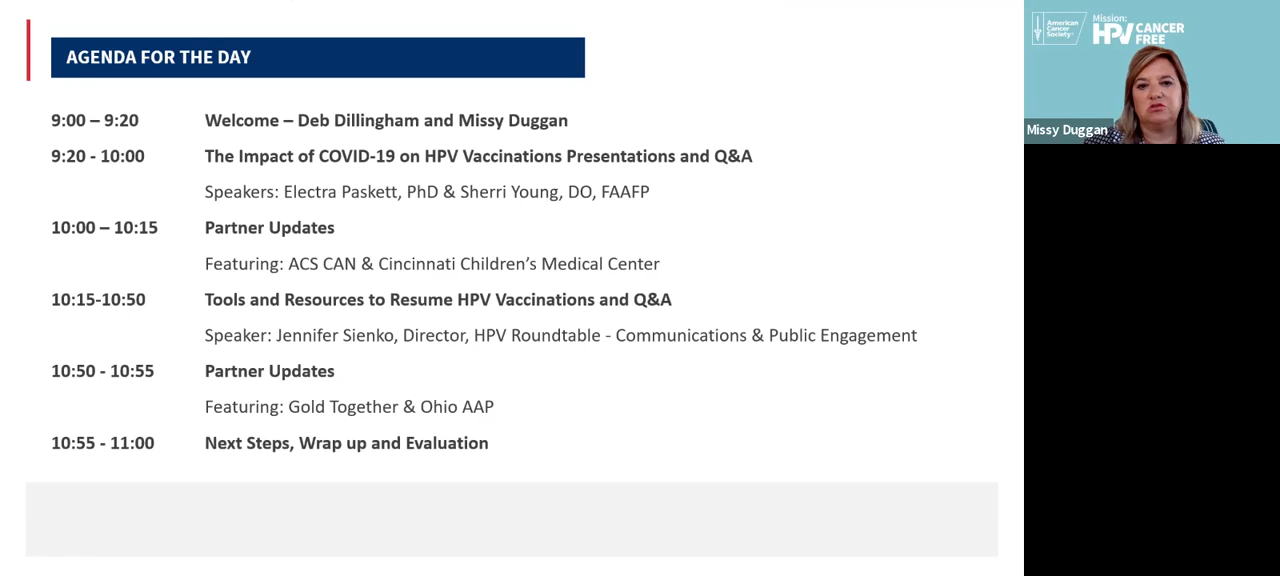 AGENDA FOR THE DAY
9:00 – 9:20 Welcome – Deb Dillingham and Missy Duggan
9:20 - 10:00 The Impact of COVID-19 on HPV Vaccinations Presentations and Q&A
Speakers: Electra Paskett, PhD & Sherri Young, DO, FAAFP
10:00 – 10:15 Partner Updates
Featuring: ACS CAN & Cincinnati Children’s Medical Center
10:15-10:50 Tools and Resources to Resume HPV Vaccinations and Q&A
Speaker: Jennifer Sienko, Director, HPV Roundtable - Communications & Public Engagement
10:50 - 10:55 Partner Updates
Featuring: Gold Together & Ohio AAP
10:55 - 11:00 Next Steps, Wrap up and Evaluation
American
Cancer
Society
Mission:
HPV CANCER
FREE
Missy Duggan